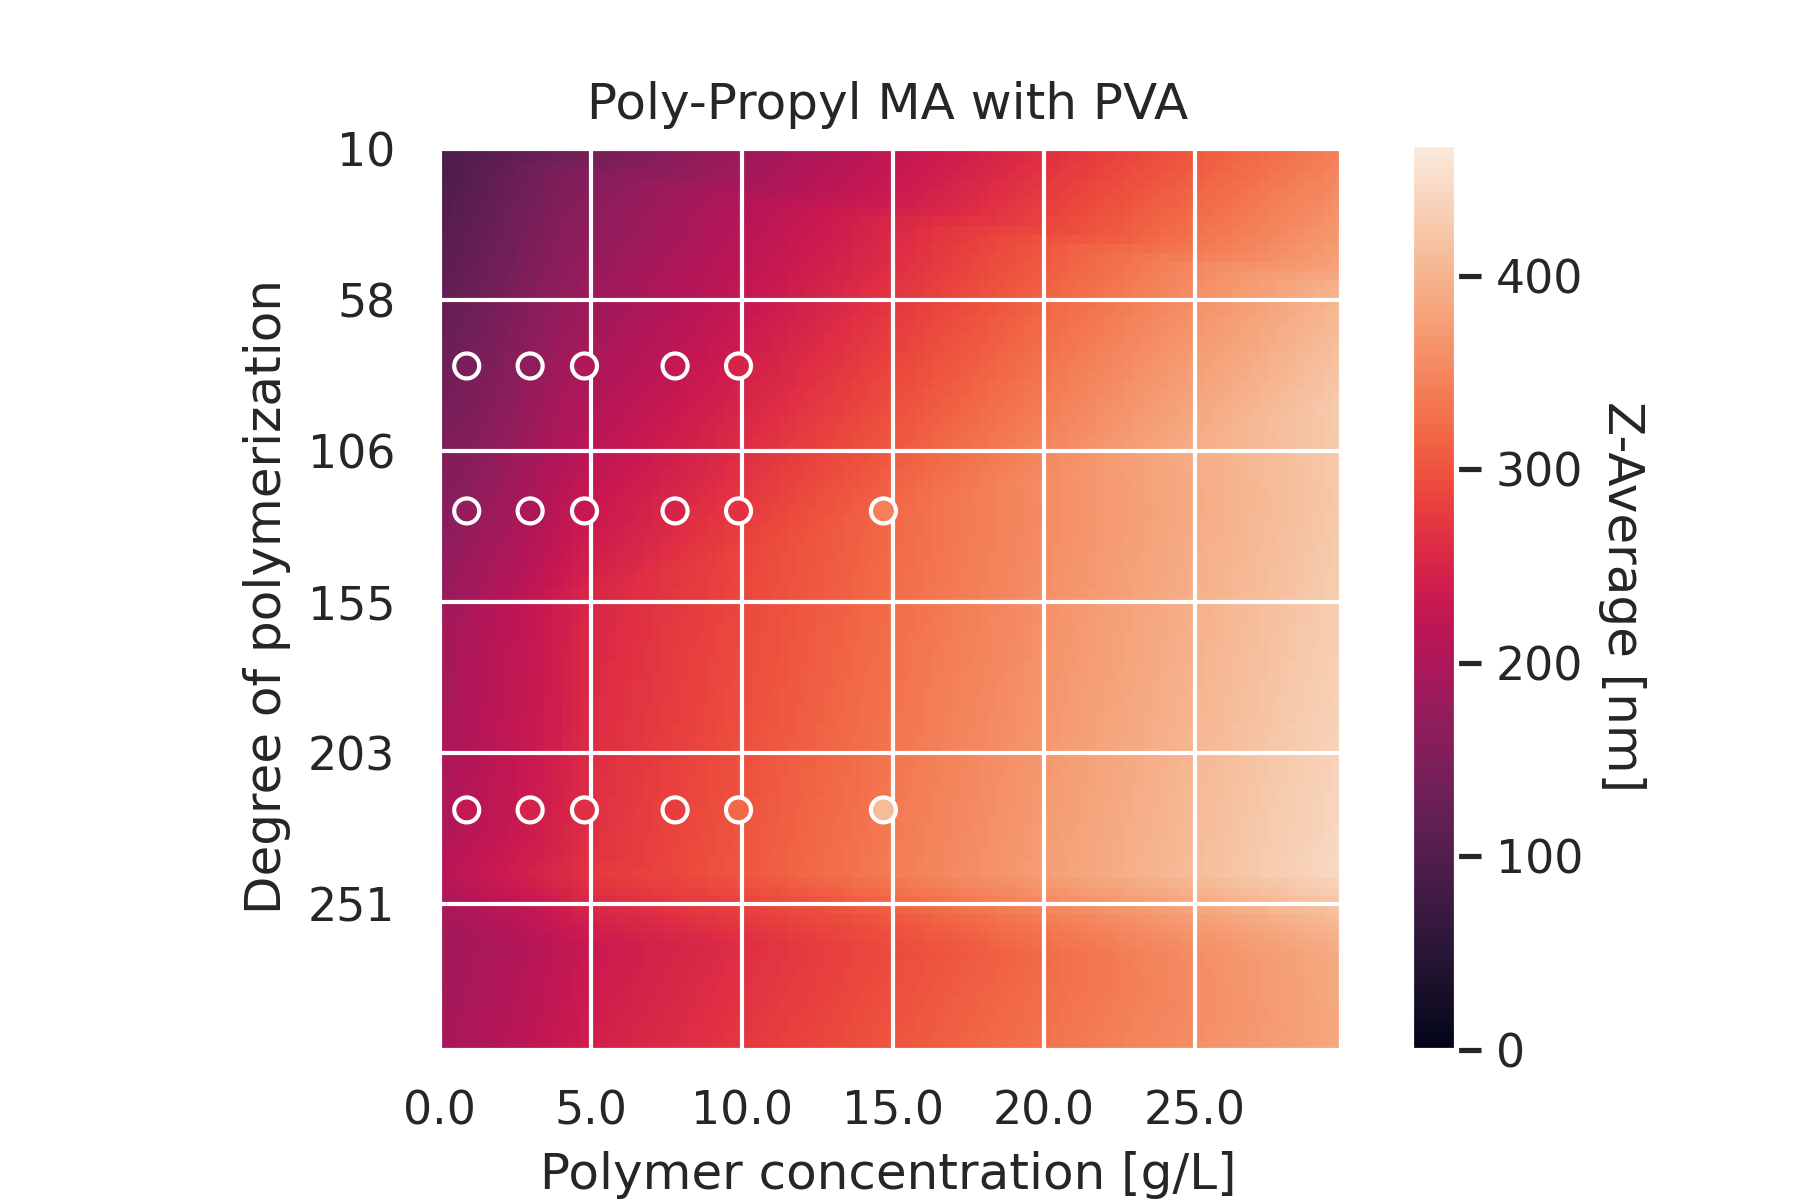 Poly-Propyl MA with PVA
10
58
106
155
203
251
Degree of polymerization
0.0 5.0 10.0 15.0 20.0 25.0
Polymer concentration [g/L]
400
300
200
100
0
Z-Average [nm]